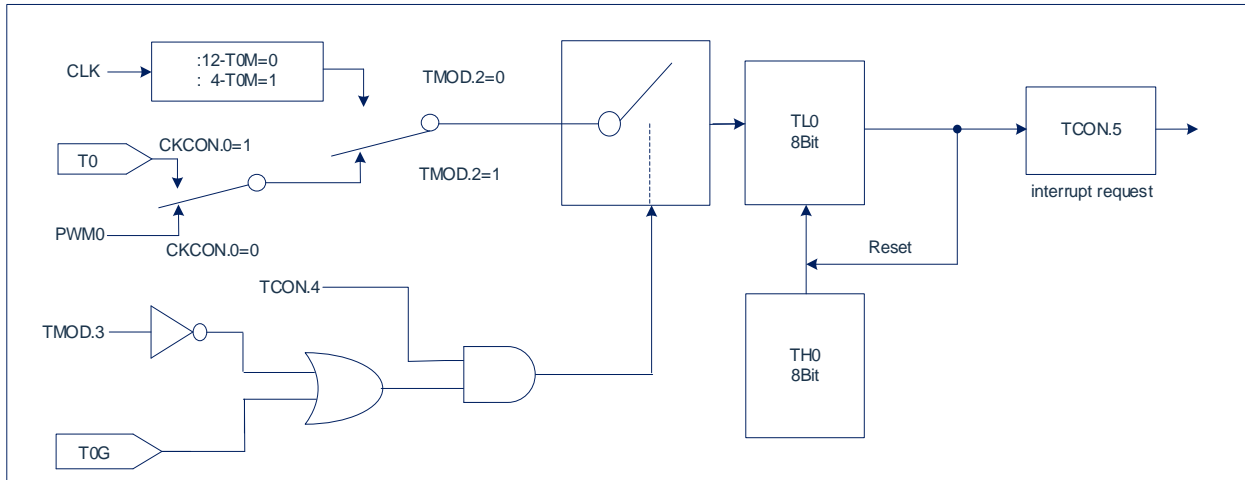 :12-T0M=0
: 4-T0M=1
CLK
TMOD.2=0
CKCON.0=1
T0
TMOD.2=1
PWM0
CKCON.0=0
TL0
8Bit
TCON.5
interrupt request
Reset
TCON.4
TMOD.3
TH0
8Bit
T0G